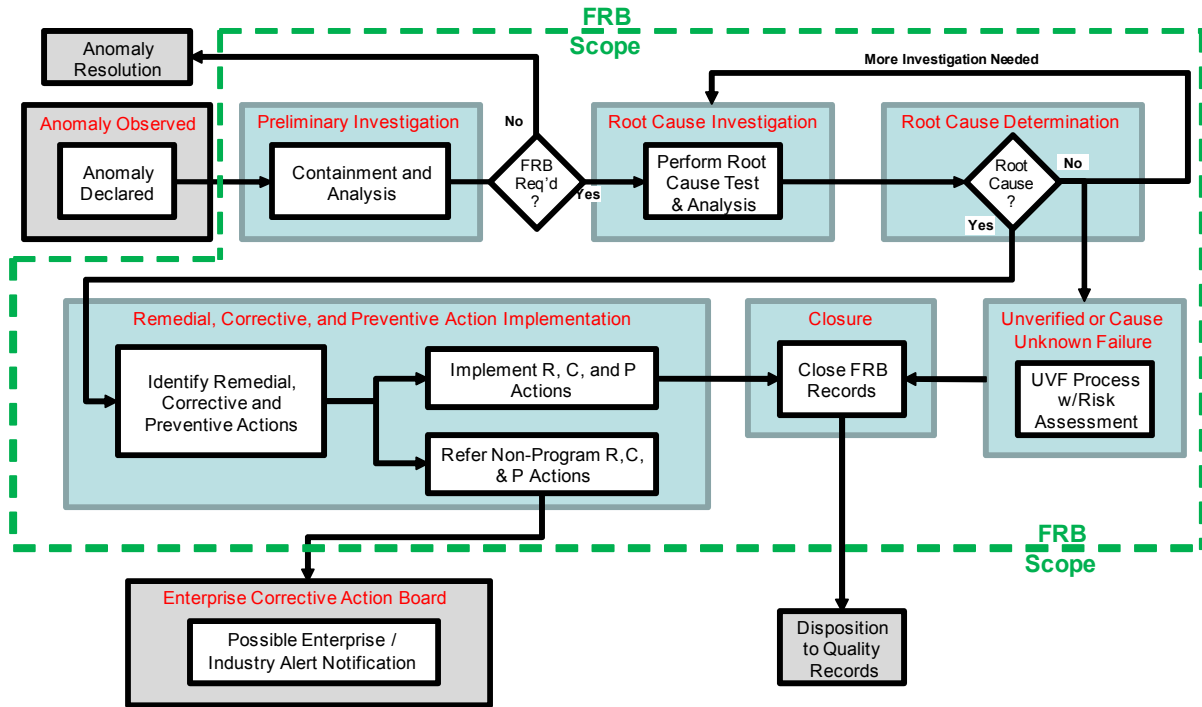 FRB
Scope
Anomaly
Resolution
More Investigation Needed
Anomaly Observed
Preliminary Investigation
No
Root Cause Investigation
Root Cause Determination
Anomaly
Declared
Containment and
Analysis
FRB
Req'd
?
Yes
Perform Root
Cause Test
& Analysis
Root
Cause
?
No
Yes
Remedial, Corrective, and Preventive Action Implementation
Identify Remedial,
Corrective and
Preventive Actions
Implement R, C, and P
Actions
Refer Non-Program R,C,
& P Actions
Closure
Close FRB
Records
Unverified or Cause
Unknown Failure
UVF Process
w/Risk
Assessment
FRB
Scope
Enterprise Corrective Action Board
Possible Enterprise /
Industry Alert Notification
Disposition
to Quality
Records